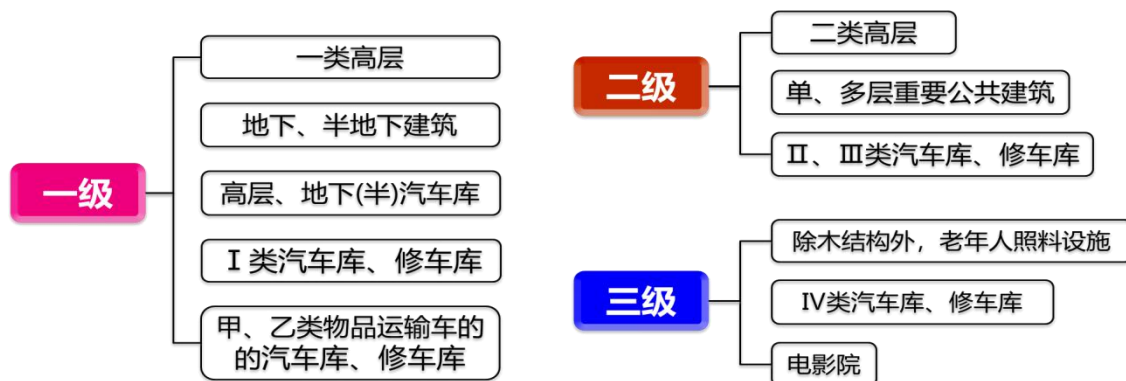 一级
一类高层
地下、半地下建筑
高层、地下(半)汽车库
Ⅰ类汽车库、修车库
甲、乙类物品运输车的
的汽车库、修车库
二级
二类高层
单、多层重要公共建筑
Ⅱ、Ⅲ类汽车库、修车库
三级
除木结构外，老年人照料设施
Ⅳ类汽车库、修车库
电影院